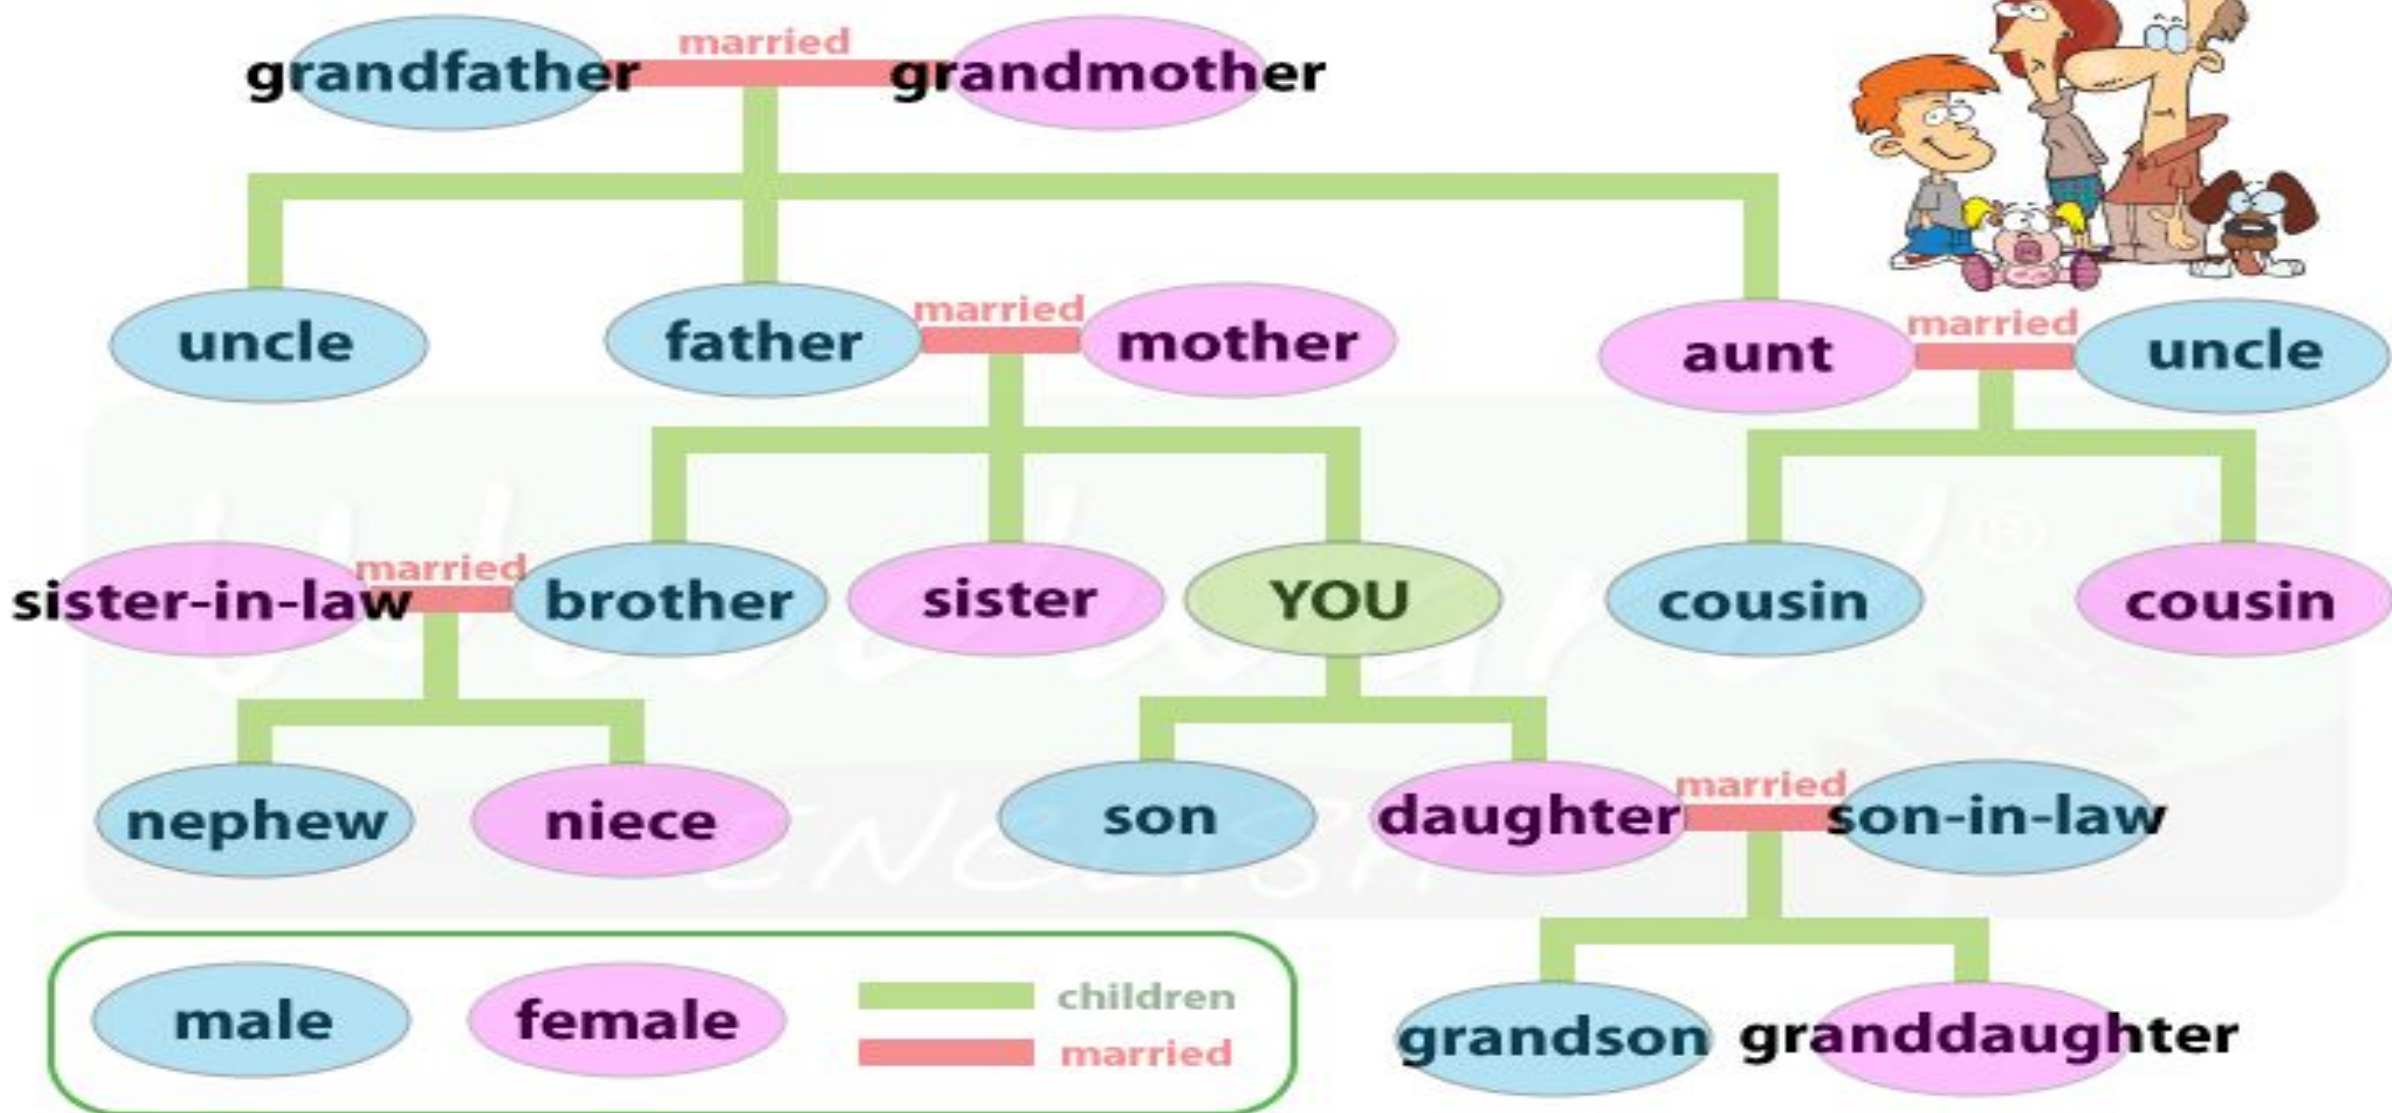 married
grandfather grandmother
married married
uncle father mother aunt uncle
married
sister-in-law brother sister YOU cousin cousin
®
married
nephew niece son daughter son-in-law
ENGLISH
male female children
married
grandson granddaughter